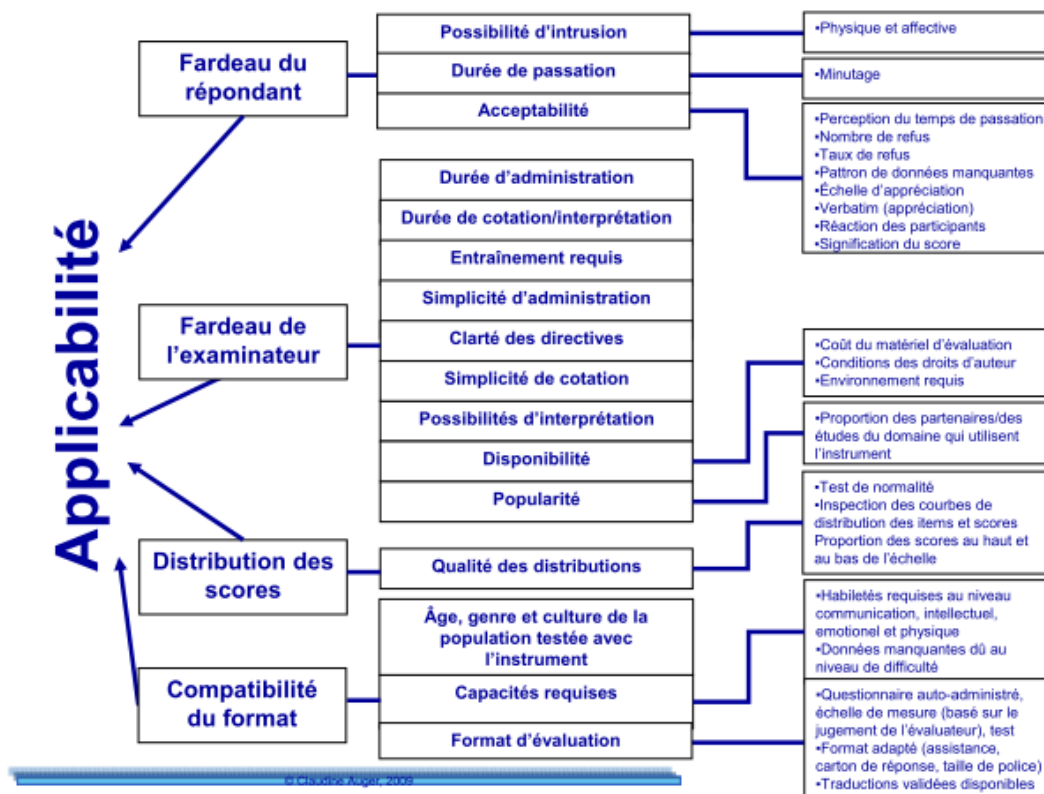 Applicabilité
Fardeau du
répondant
Possibilité d'intrusion
•Physique et affective
Durée de passation
•Minutage
Acceptabilité
•Perception du temps de passation
•Nombre de refus
•Taux de refus
•Pattron de données manquantes
•Échelle d'appréciation
•Verbatim (appréciation)
•Réaction des participants
•Signification du score
Fardeau de
l'examinateur
Durée d'administration
Durée de cotation/interprétation
Entraînement requis
Simplicité d'administration
Clarté des directives
Simplicité de cotation
Possibilités d'interprétation
Disponibilité
•Coût du matériel d'évaluation
•Conditions des droits d'auteur
•Environnement requis
Popularité
•Proportion des partenaires/des
études du domaine qui utilisent
l'instrument
Distribution des
scores
Qualité des distributions
•Test de normalité
•Inspection des courbes de
distribution des items et scores
Proportion des scores au haut et
au bas de l'échelle
Compatibilité
du format
Âge, genre et culture de la
population testée avec
l'instrument
Capacités requises
•Habiletés requises au niveau
communication, intellectuel,
emotionel et physique
•Données manquantes dû au
niveau de difficulté
Format d'évaluation
•Questionnaire auto-administré,
échelle de mesure (basé sur le
jugement de l'évaluateur), test
•Format adapté (assistance,
carton de réponse, taille de police)
•Traductions validées disponibles
© Claudine Auger, 2009